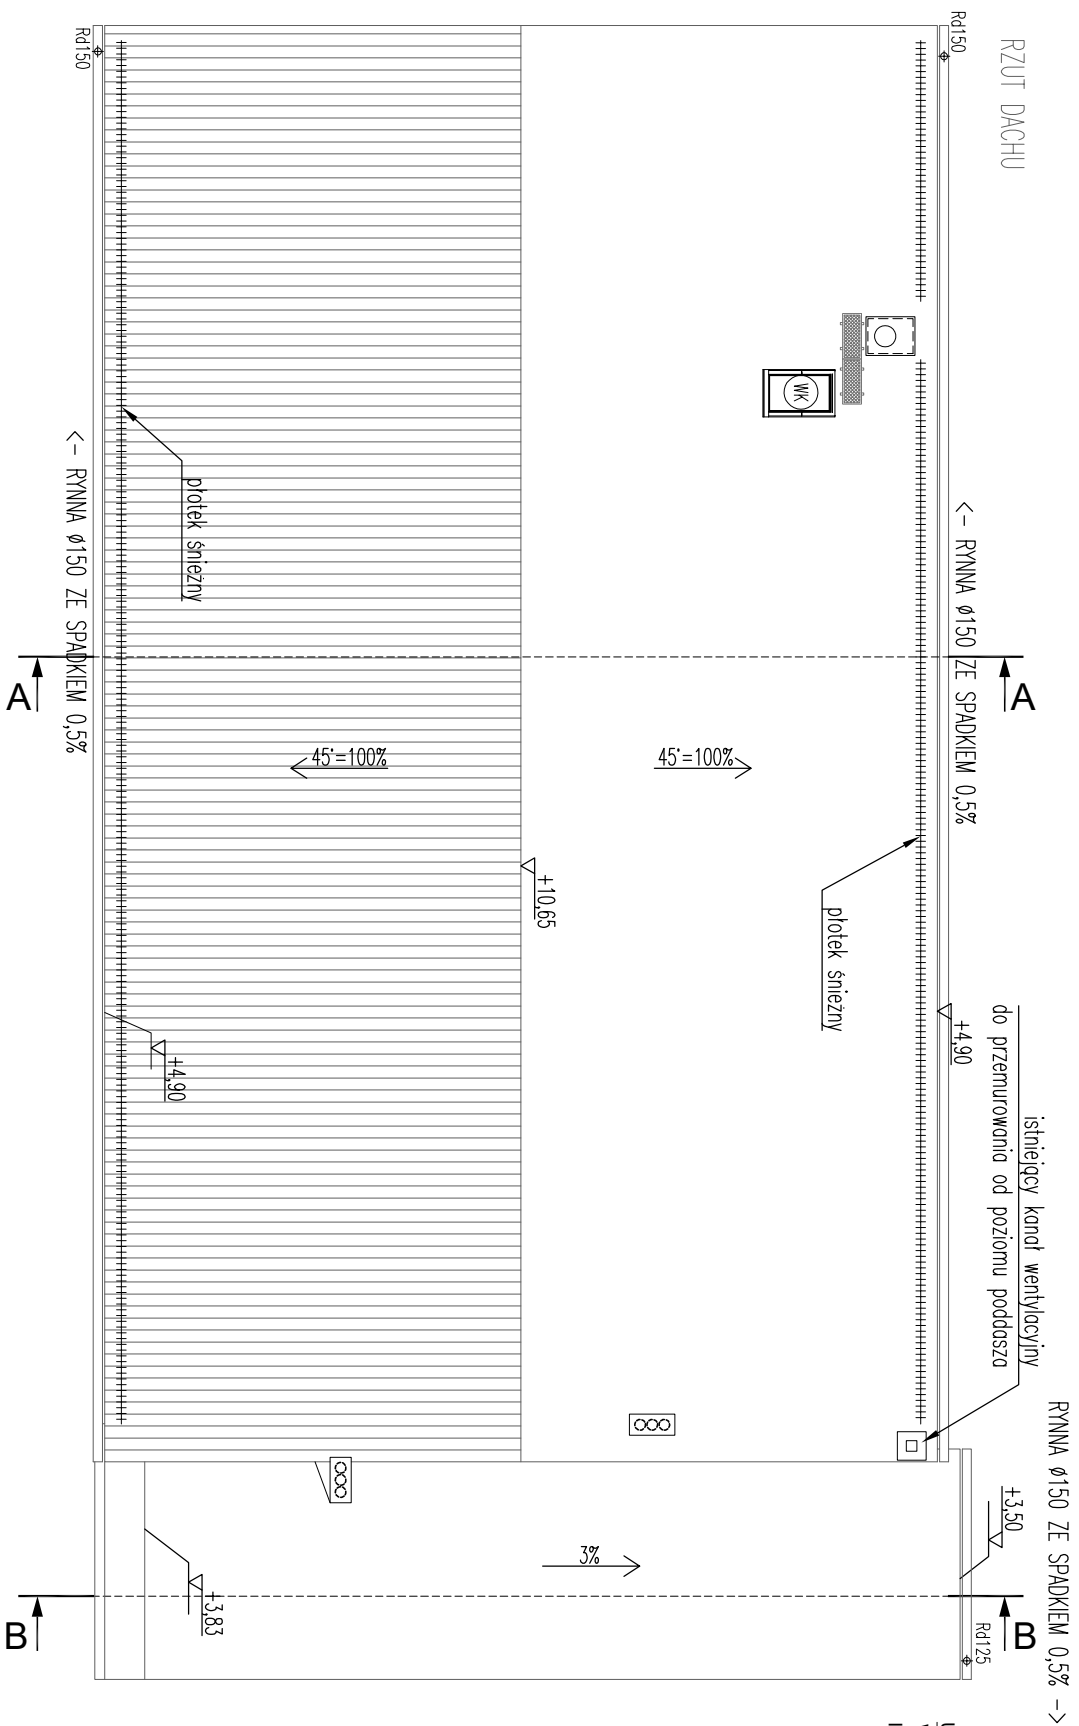 RZUT DACHU
Rd150
Rd150
WK
<- RYNNA ø150 ZE SPADKIEM 0,5%
<- RYNNA ø150 ZE SPADKIEM 0,5%
płotek śnieżny
płotek śnieżny
A
A
45°=100%
45°=100%
+10,65
+4,90
+4,90
istniejący kanał wentylacyjny
do przemurowania od poziomu poddasza
RYNNA ø150 ZE SPADKIEM 0,5% ->
+3,50
3%
+3,83
B
B
Rd125